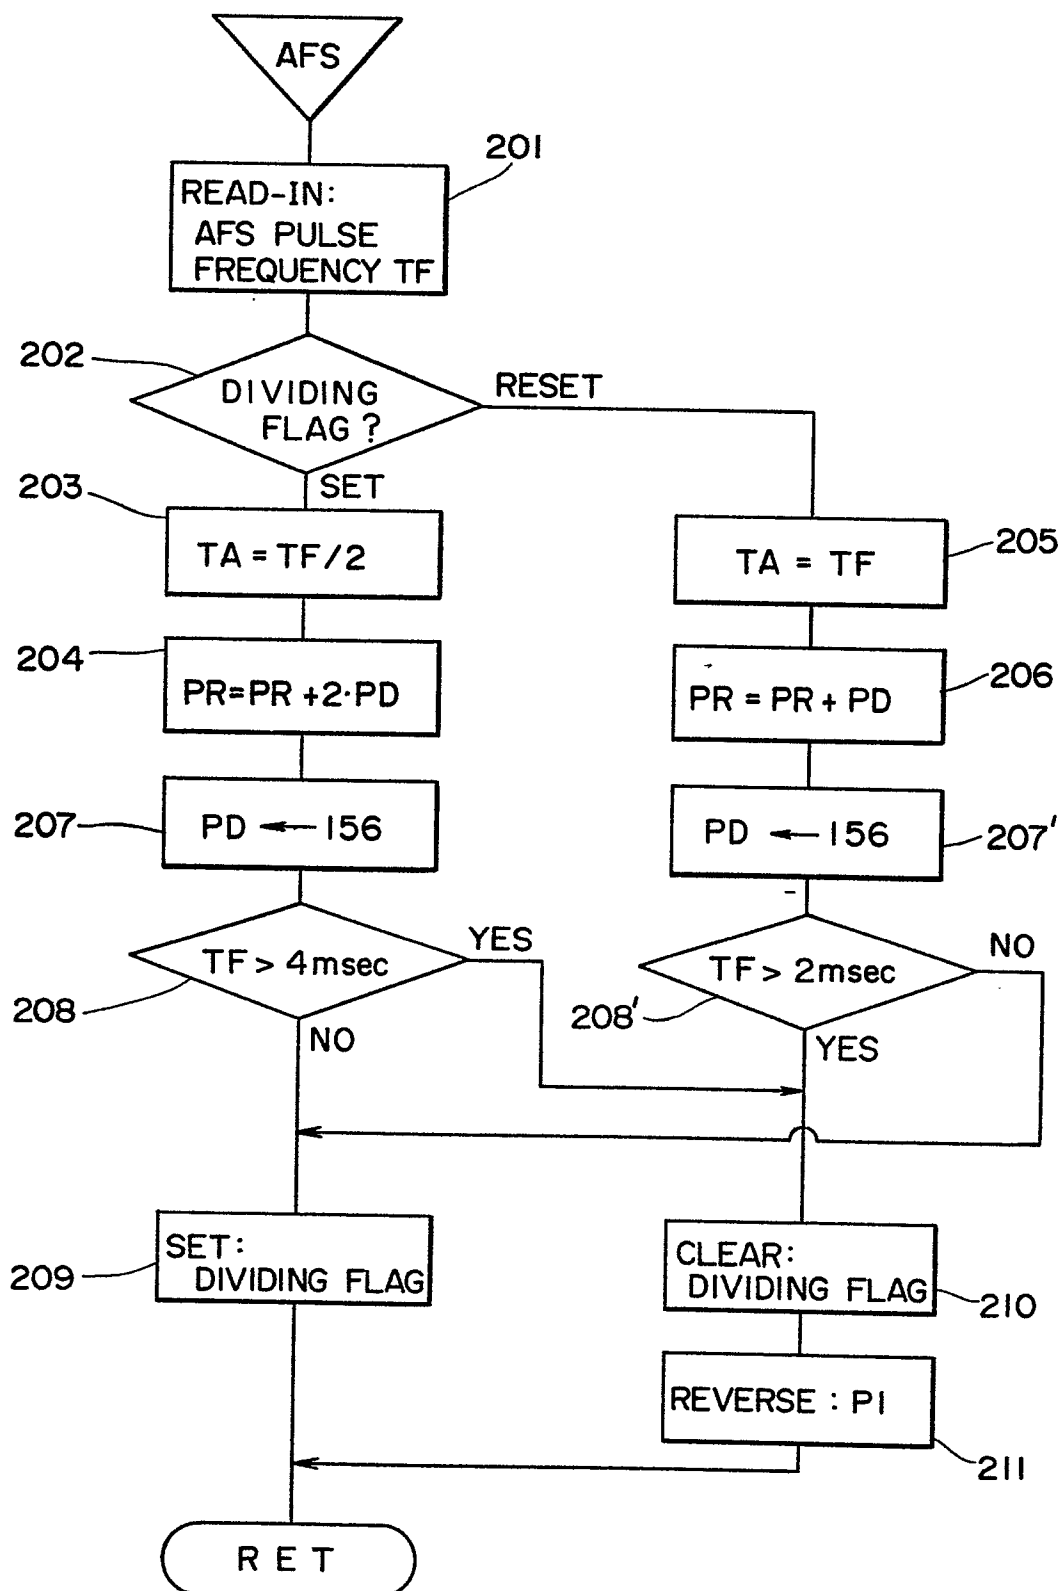 AFS
201
READ-IN:
AFS PULSE
FREQUENCY TF
202
DIVIDING
FLAG ?
RESET
SET
203
TA = TF/2
TA = TF
205
204
PR=PR +2·PD
PR = PR + PD
206
207
PD ← 156
PD ← 156
207'
TF > 4msec
YES
208
NO
TF > 2msec
NO
208'
YES
SET:
DIVIDING FLAG
209
CLEAR:
DIVIDING FLAG
210
REVERSE : P1
211
RET